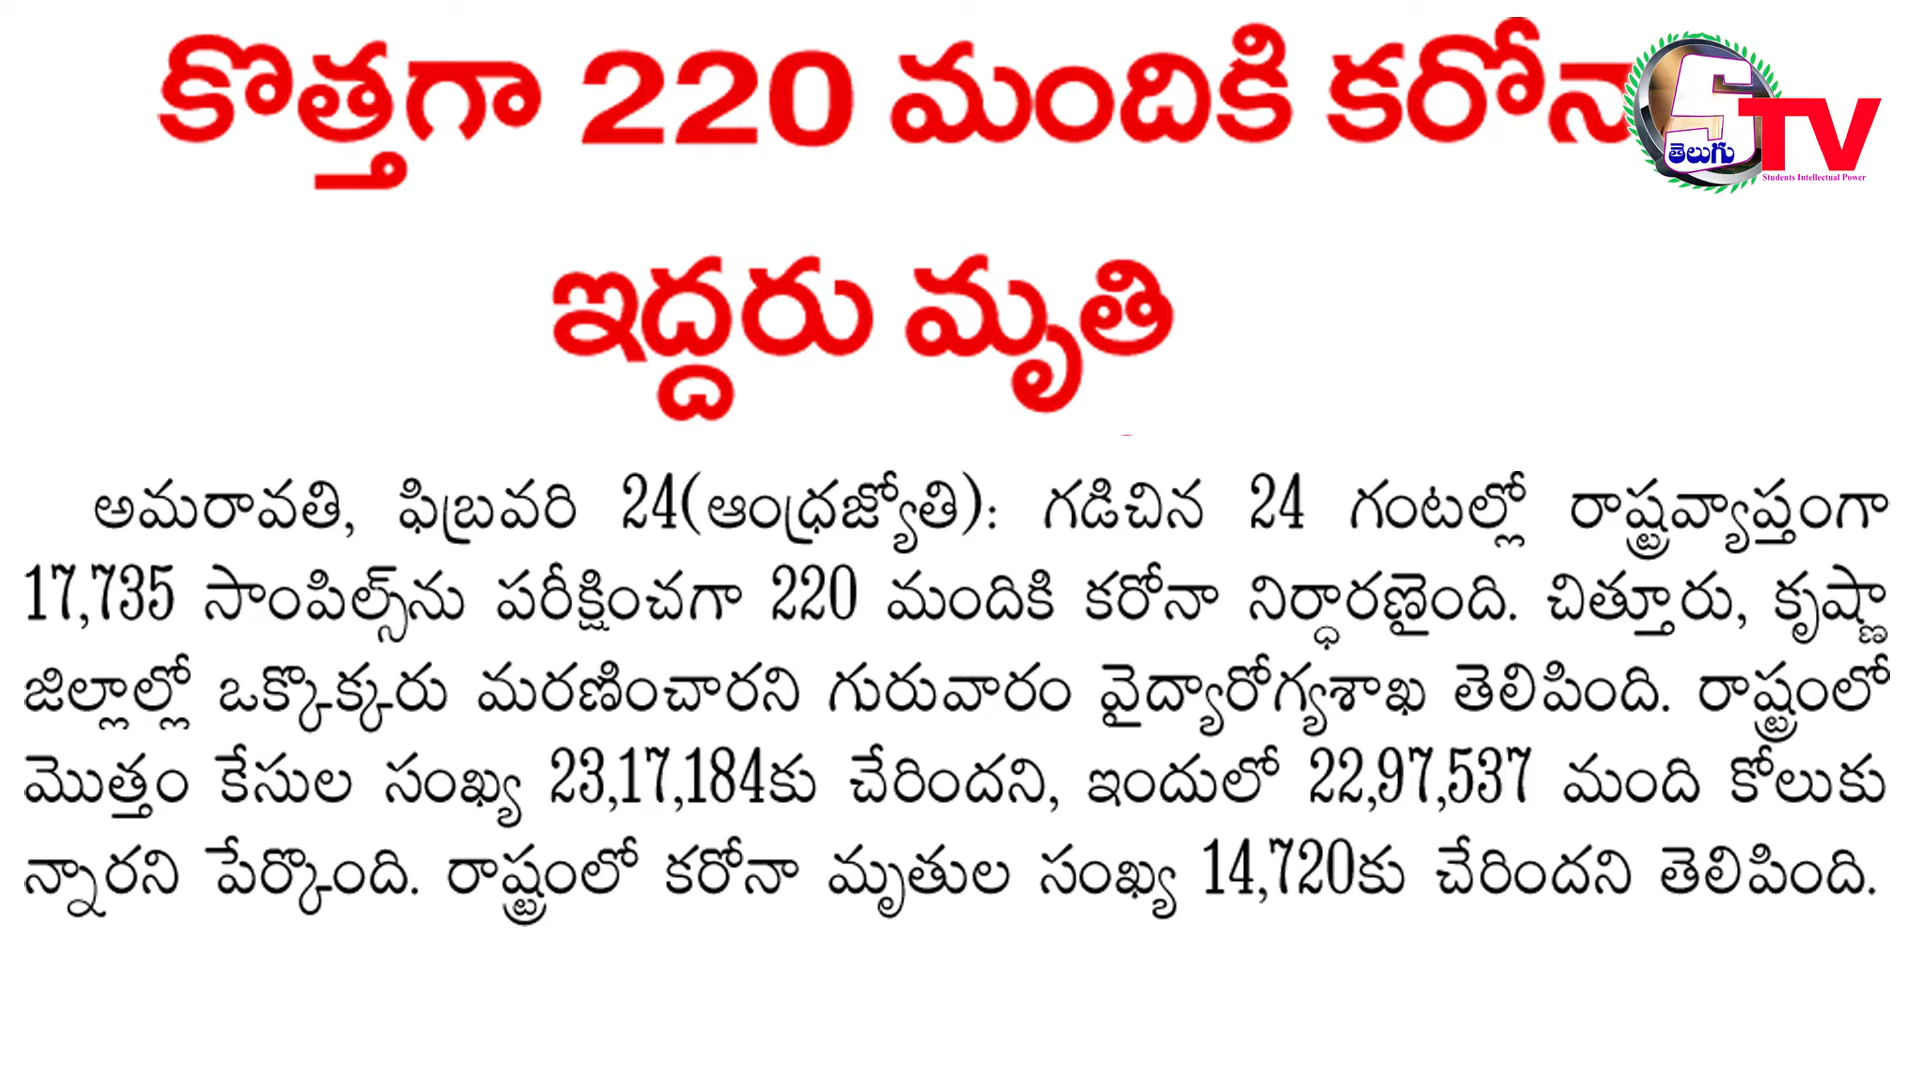 కొత్తగా 220 మందికి కరోనా
తెలుగు
STV
Students Intellectual Power
ఇద్దరు మృతి
అమరావతి, ఫిబ్రవరి 24(ఆంధ్రజ్యోతి): గడిచిన 24 గంటల్లో రాష్ట్రవ్యాప్తంగా
17,735 సాంపిల్స్‌ను పరీక్షించగా 220 మందికి కరోనా నిర్ధారణైంది. చిత్తూరు, కృష్ణా
జిల్లాల్లో ఒక్కొక్కరు మరణించారని గురువారం వైద్యారోగ్యశాఖ తెలిపింది. రాష్ట్రంలో
మొత్తం కేసుల సంఖ్య 23,17,184కు చేరిందని, ఇందులో 22,97,537 మంది కోలుకు
న్నారని పేర్కొంది. రాష్ట్రంలో కరోనా మృతుల సంఖ్య 14,720కు చేరిందని తెలిపింది.